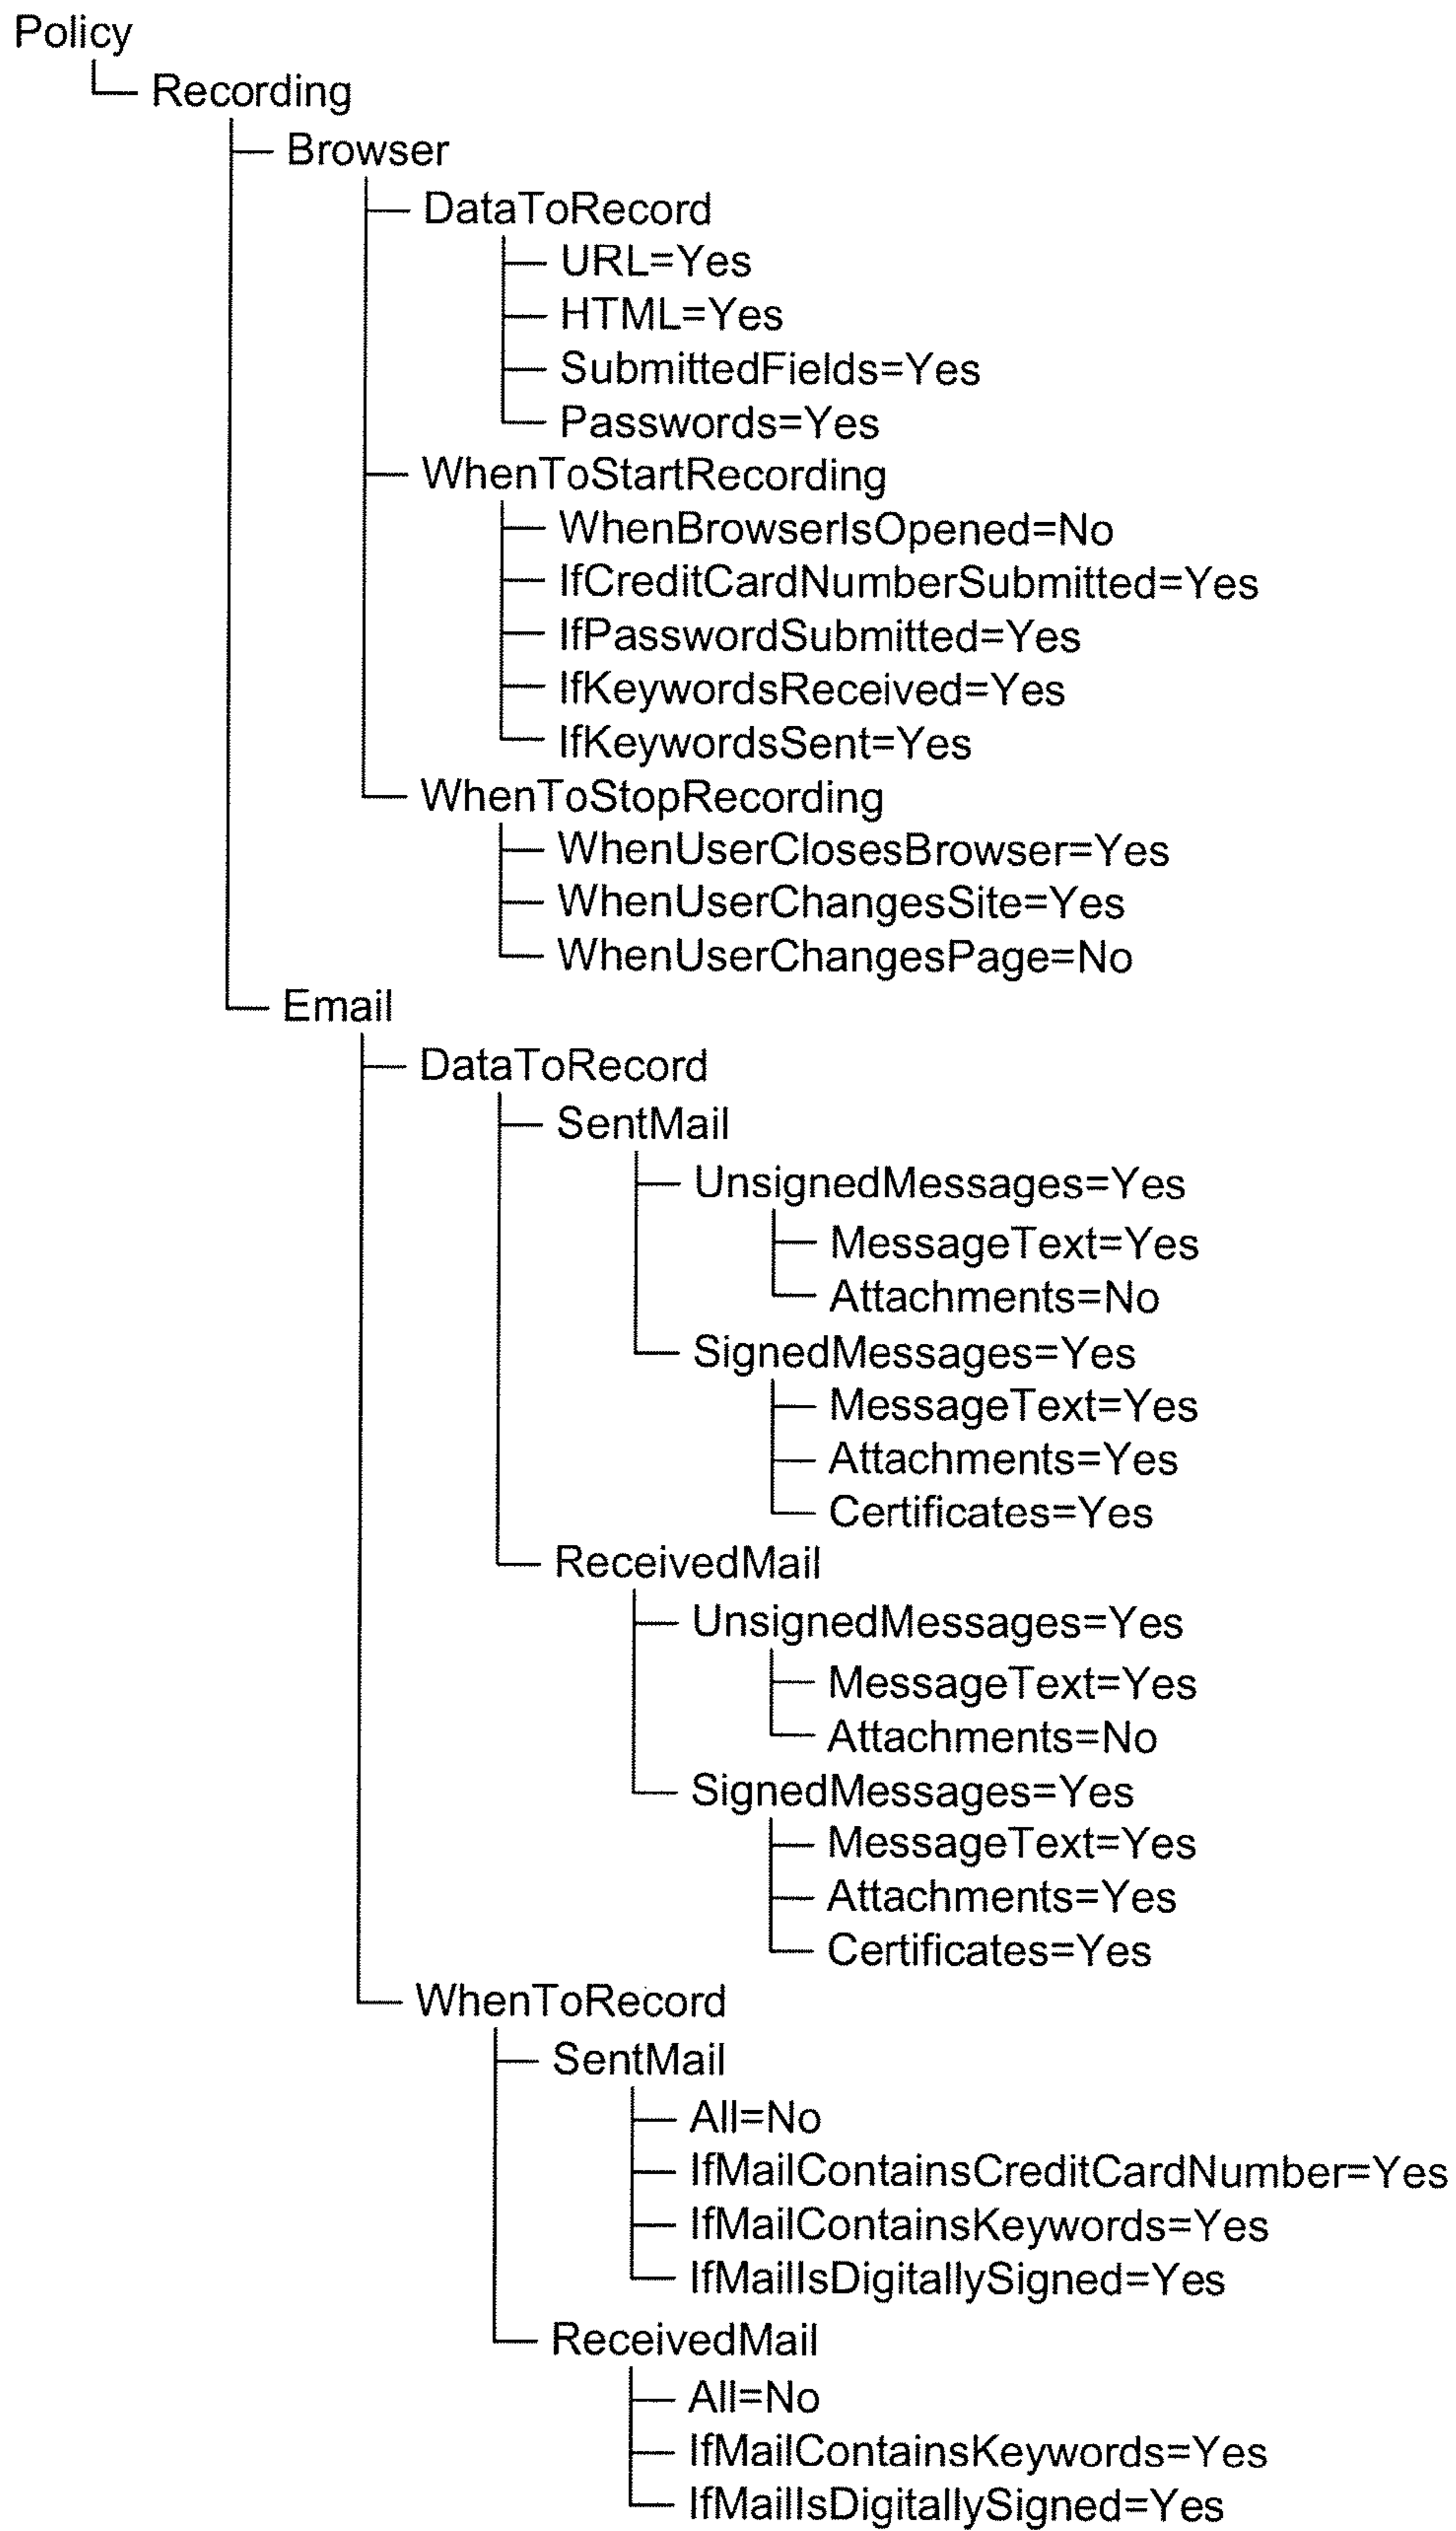 Policy
Recording
Browser
DataToRecord
URL=Yes
HTML=Yes
SubmittedFields=Yes
Passwords=Yes
WhenToStartRecording
WhenBrowserIsOpened=No
IfCreditCardNumberSubmitted=Yes
IfPasswordSubmitted=Yes
IfKeywordsReceived=Yes
IfKeywordsSent=Yes
WhenToStopRecording
WhenUserClosesBrowser=Yes
WhenUserChangesSite=Yes
WhenUserChangesPage=No
Email
DataToRecord
SentMail
UnsignedMessages=Yes
MessageText=Yes
Attachments=No
SignedMessages=Yes
MessageText=Yes
Attachments=Yes
Certificates=Yes
ReceivedMail
UnsignedMessages=Yes
MessageText=Yes
Attachments=No
SignedMessages=Yes
MessageText=Yes
Attachments=Yes
Certificates=Yes
WhenToRecord
SentMail
All=No
IfMailContainsCreditCardNumber=Yes
IfMailContainsKeywords=Yes
IfMailIsDigitallySigned=Yes
ReceivedMail
All=No
IfMailContainsKeywords=Yes
IfMailIsDigitallySigned=Yes